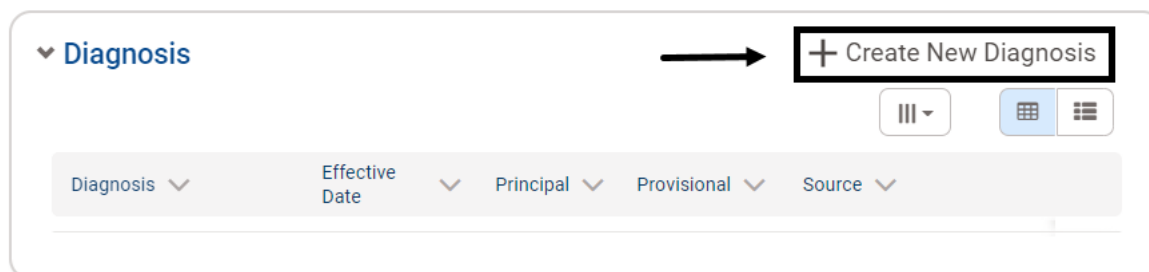 Diagnosis
Create New Diagnosis
Diagnosis
Effective
Date
Principal
Provisional
Source